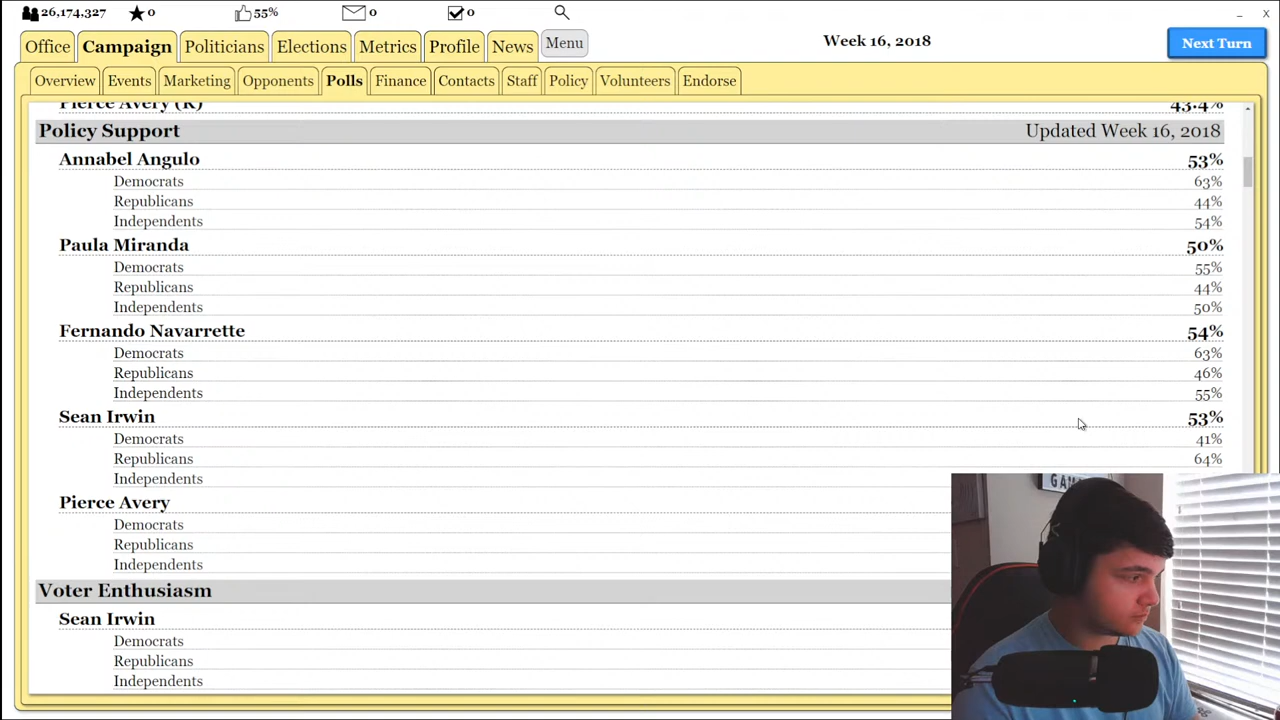 26,174,327 0 55% 0 0
Office Campaign Politicians Elections Metrics Profile News Menu Week 16, 2018 Next Turn
Overview Events Marketing Opponents Polls Finance Contacts Staff Policy Volunteers Endorse
Pierce Avery (R) 43.4%
Policy Support Updated Week 16, 2018
Annabel Angulo 53%
Democrats 63%
Republicans 44%
Independents 54%
Paula Miranda 50%
Democrats 55%
Republicans 44%
Independents 50%
Fernando Navarrette 54%
Democrats 63%
Republicans 46%
Independents 55%
Sean Irwin 53%
Democrats 41%
Republicans 64%
Independents
Pierce Avery
Democrats
Republicans
Independents
Voter Enthusiasm
Sean Irwin
Democrats
Republicans
Independents